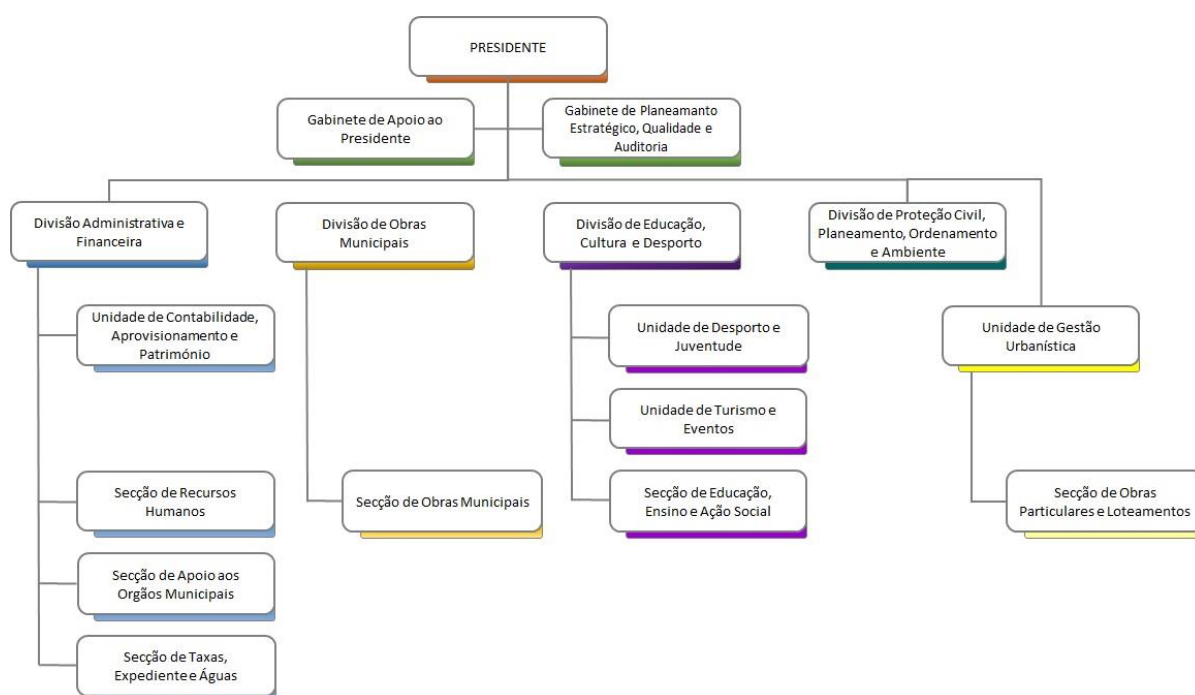 PRESIDENTE
Gabinete de Apoio ao
Presidente
Gabinete de Planeamanto
Estratégico, Qualidade e
Auditoria
Divisão Administrativa e
Financeira
Divisão de Obras
Municipais
Divisão de Educação,
Cultura e Desporto
Divisão de Proteção Civil,
Planeamento, Ordenamento
e Ambiente
Unidade de Contabilidade,
Aprovisionamento e
Património
Unidade de Desporto e
Juventude
Unidade de Gestão
Urbanística
Unidade de Turismo e
Eventos
Secção de Recursos
Humanos
Secção de Obras Municipais
Secção de Educação,
Ensino e Ação Social
Secção de Obras
Particulares e Loteamentos
Secção de Apoio aos
Orgãos Municipais
Secção de Taxas,
Expediente e Águas